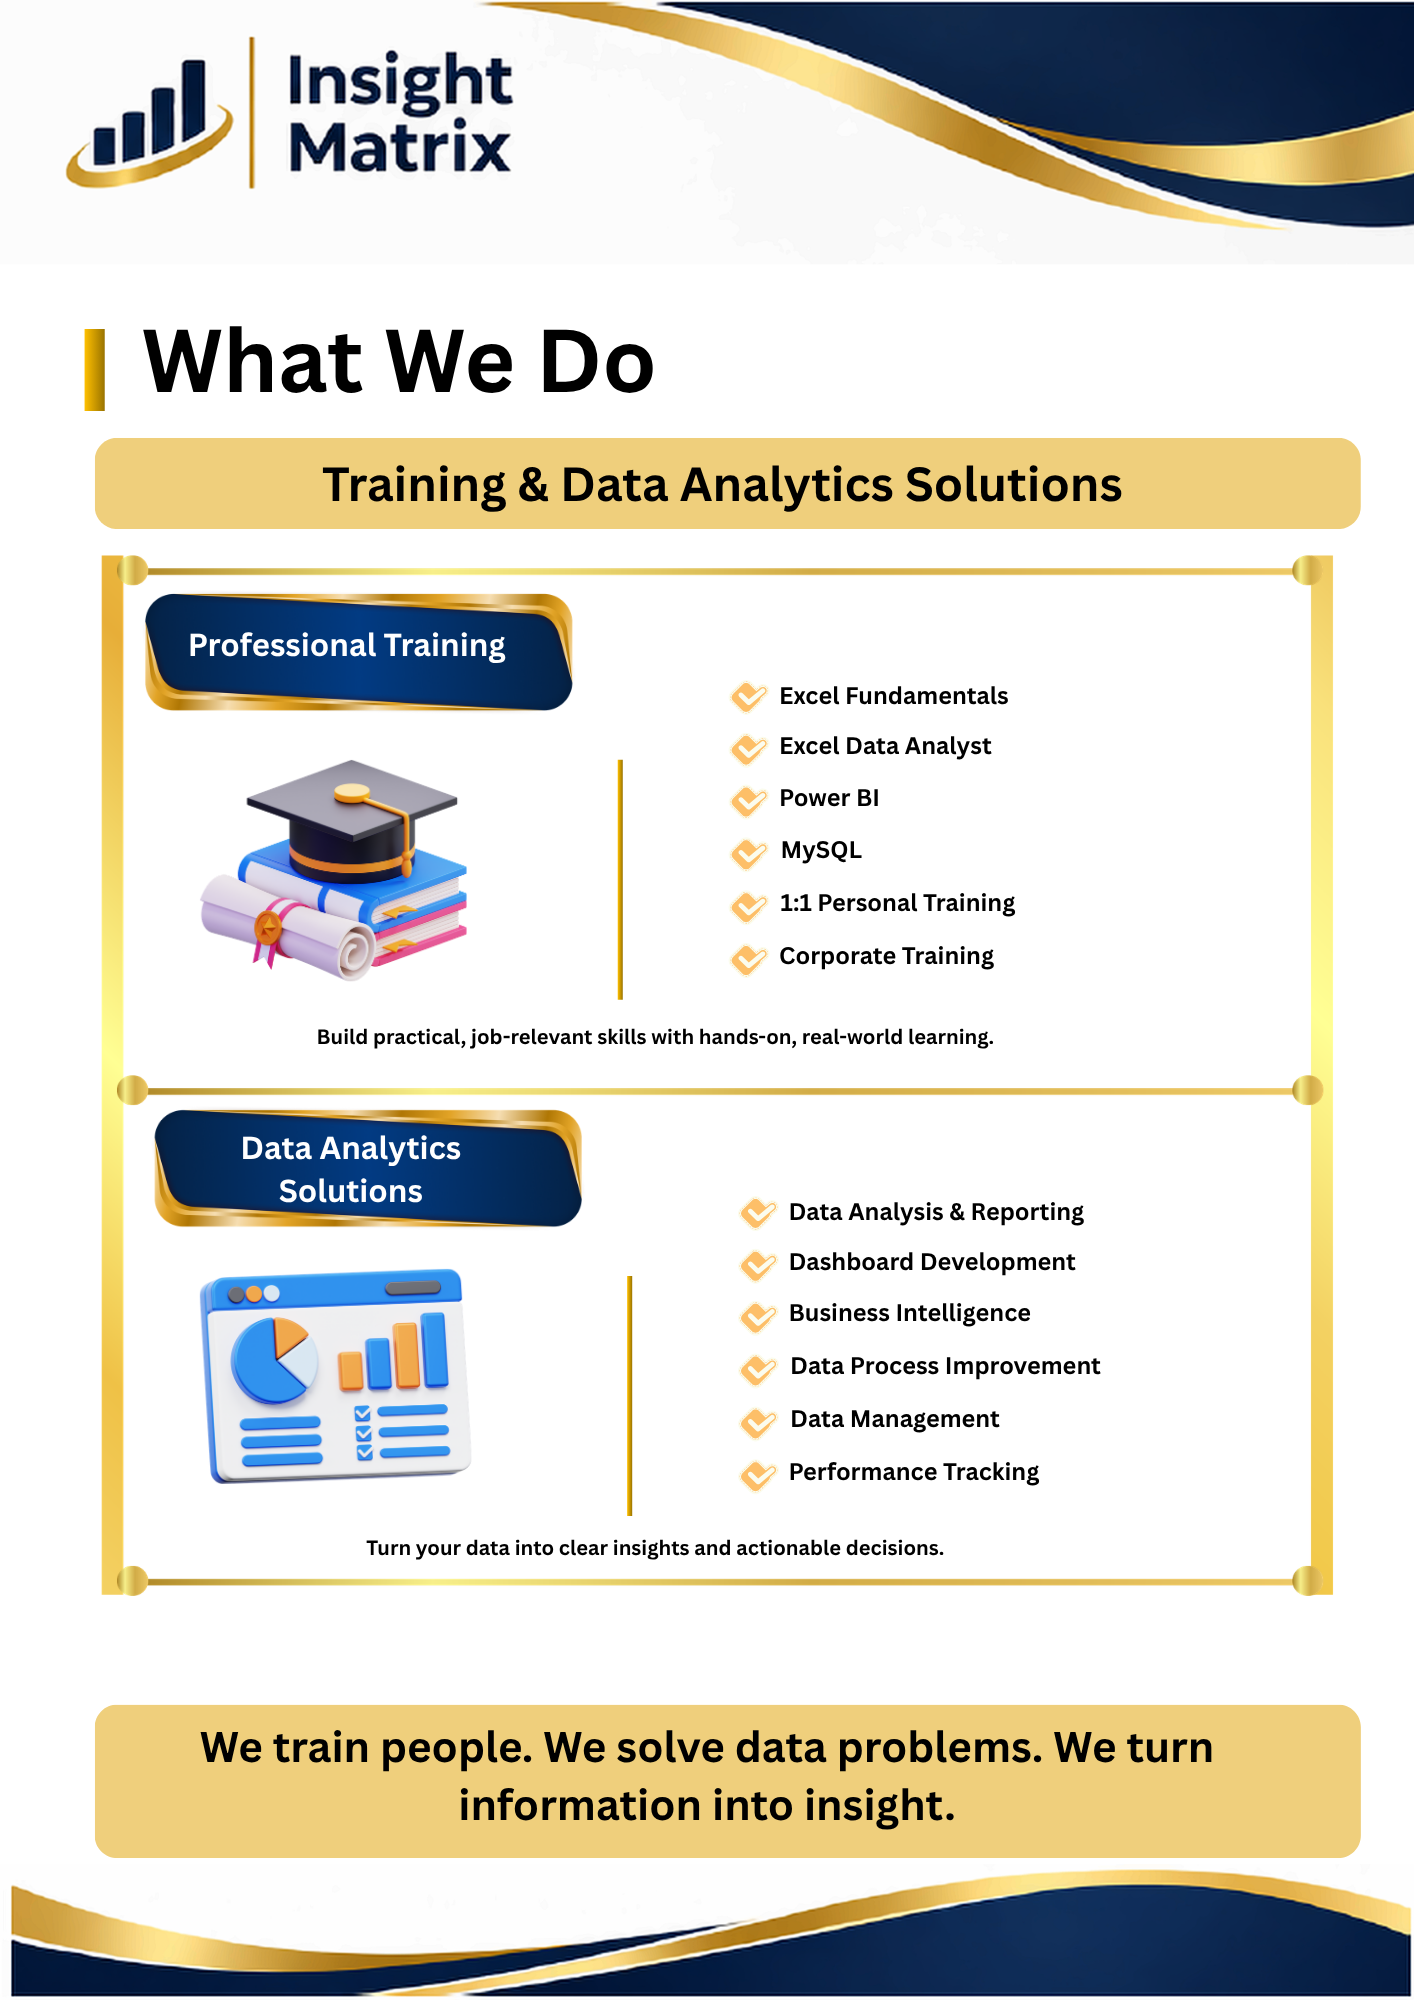 Insight
Matrix
What We Do
Training & Data Analytics Solutions
Professional Training
Excel Fundamentals
Excel Data Analyst
Power BI
MySQL
1:1 Personal Training
Corporate Training
Build practical, job-relevant skills with hands-on, real-world learning.
Data Analytics
Solutions
Data Analysis & Reporting
Dashboard Development
Business Intelligence
Data Process Improvement
Data Management
Performance Tracking
Turn your data into clear insights and actionable decisions.
We train people. We solve data problems. We turn
information into insight.